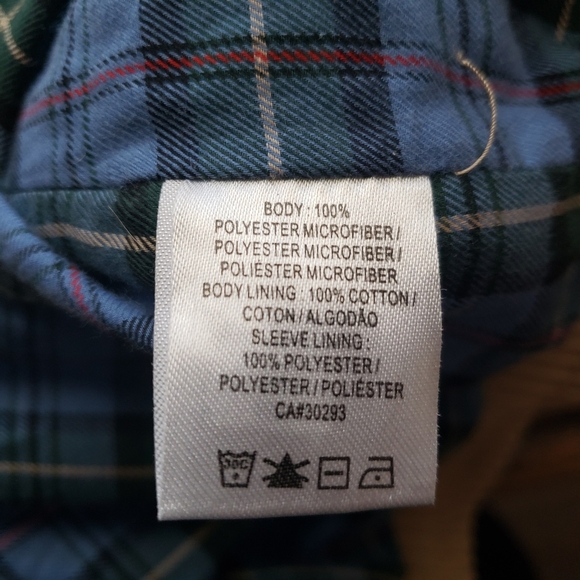 BODY : 100%
POLYESTER MICROFIBER /
POLYESTER MICROFIBER /
POLIÉSTER MICROFIBER
BODY LINING : 100% COTTON /
COTON / ALGODÃO
SLEEVE LINING :
100% POLYESTER /
POLYESTER / POLIÉSTER
CA#30293
30C